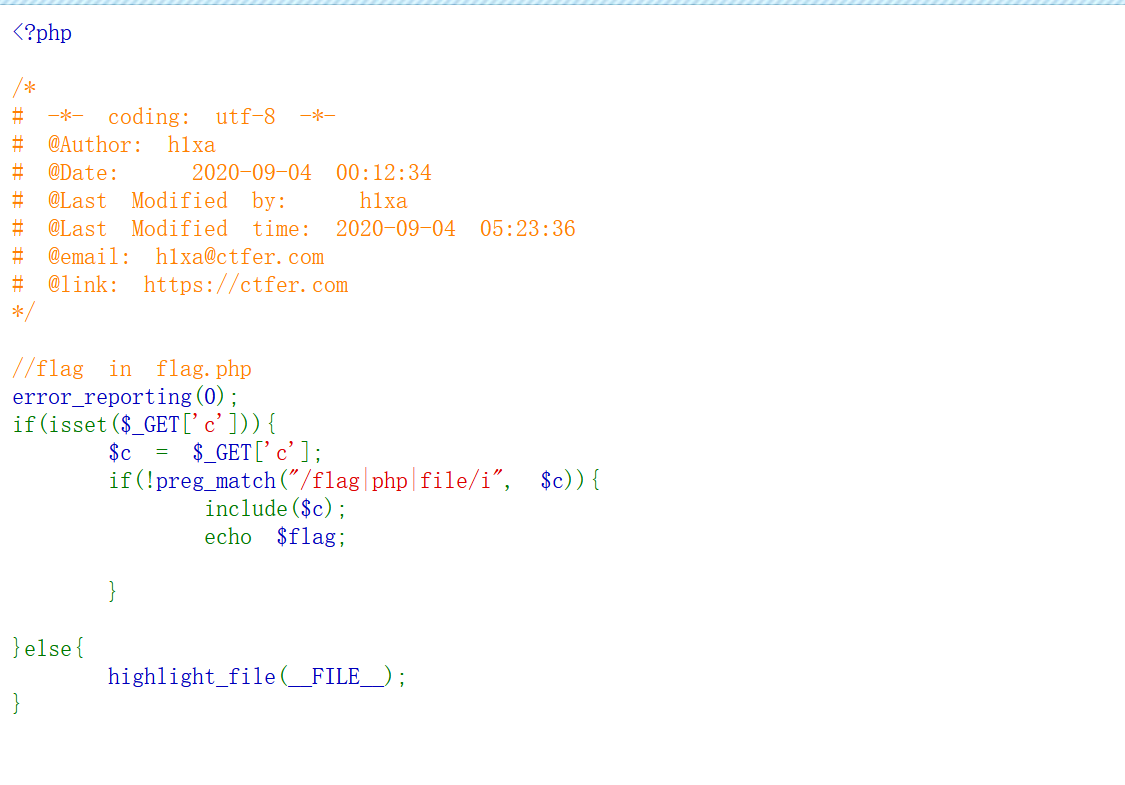 <?php
/*
# -*- coding: utf-8 -*-
# @Author: h1xa
# @Date: 2020-09-04 00:12:34
# @Last Modified by: h1xa
# @Last Modified time: 2020-09-04 05:23:36
# @email: h1xa@ctfer.com
# @link: https://ctfer.com
*/
//flag in flag.php
error_reporting(0);
if(isset($_GET['c'])){
$c = $_GET['c'];
if(!preg_match("/flag|php|file/i", $c)){
include($c);
echo $flag;
}
}else{
highlight_file(__FILE__);
}